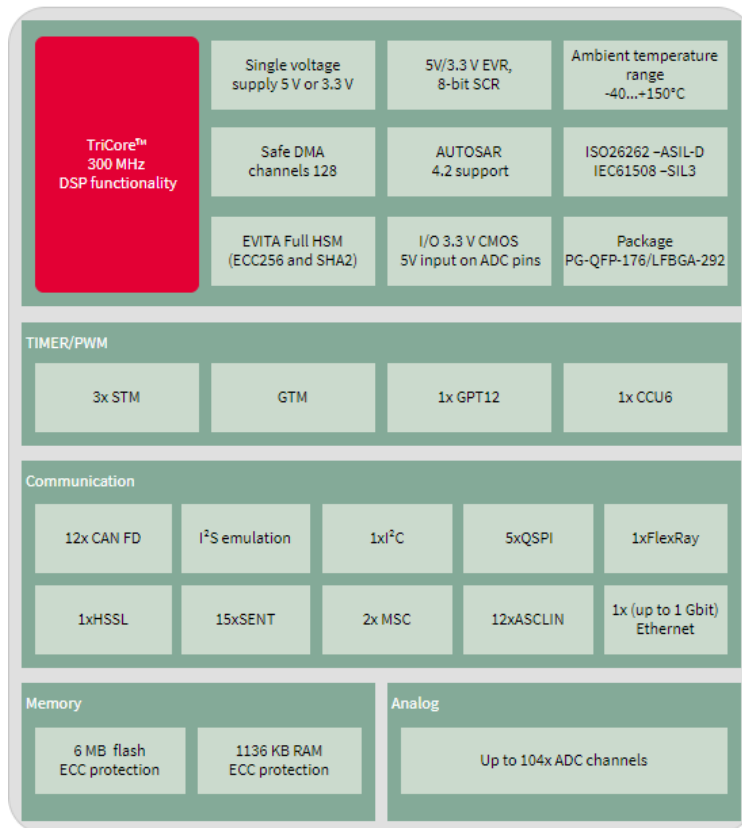 TriCore™
300 MHz
DSP functionality
Single voltage
supply 5 V or 3.3 V
5V/3.3 V EVR,
8-bit SCR
Ambient temperature
range
-40...+150°C
Safe DMA
channels 128
AUTOSAR
4.2 support
ISO26262 –ASIL-D
IEC61508 –SIL3
EVITA Full HSM
(ECC256 and SHA2)
I/O 3.3 V CMOS
5V input on ADC pins
Package
PG-QFP-176/LFBGA-292
TIMER/PWM
3x STM
GTM
1x GPT12
1x CCU6
Communication
12x CAN FD
I²S emulation
1xI²C
5xQSPI
1xFlexRay
1xHSSL
15xSENT
2x MSC
12xASCLIN
1x (up to 1 Gbit)
Ethernet
Memory
6 MB flash
ECC protection
1136 KB RAM
ECC protection
Analog
Up to 104x ADC channels